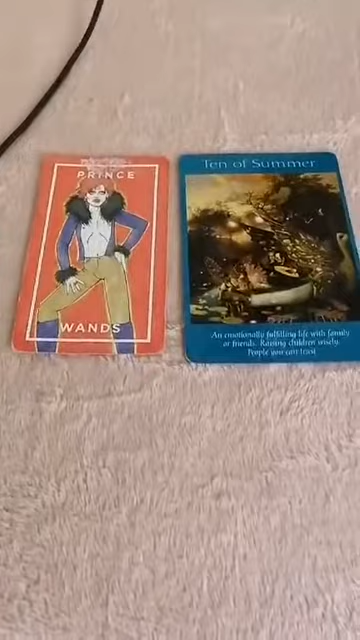 PRINCE
WANDS
Ten of Summer
An emotionally fulfilling life with family
or friends. Raising children wisely.
People you can trust.